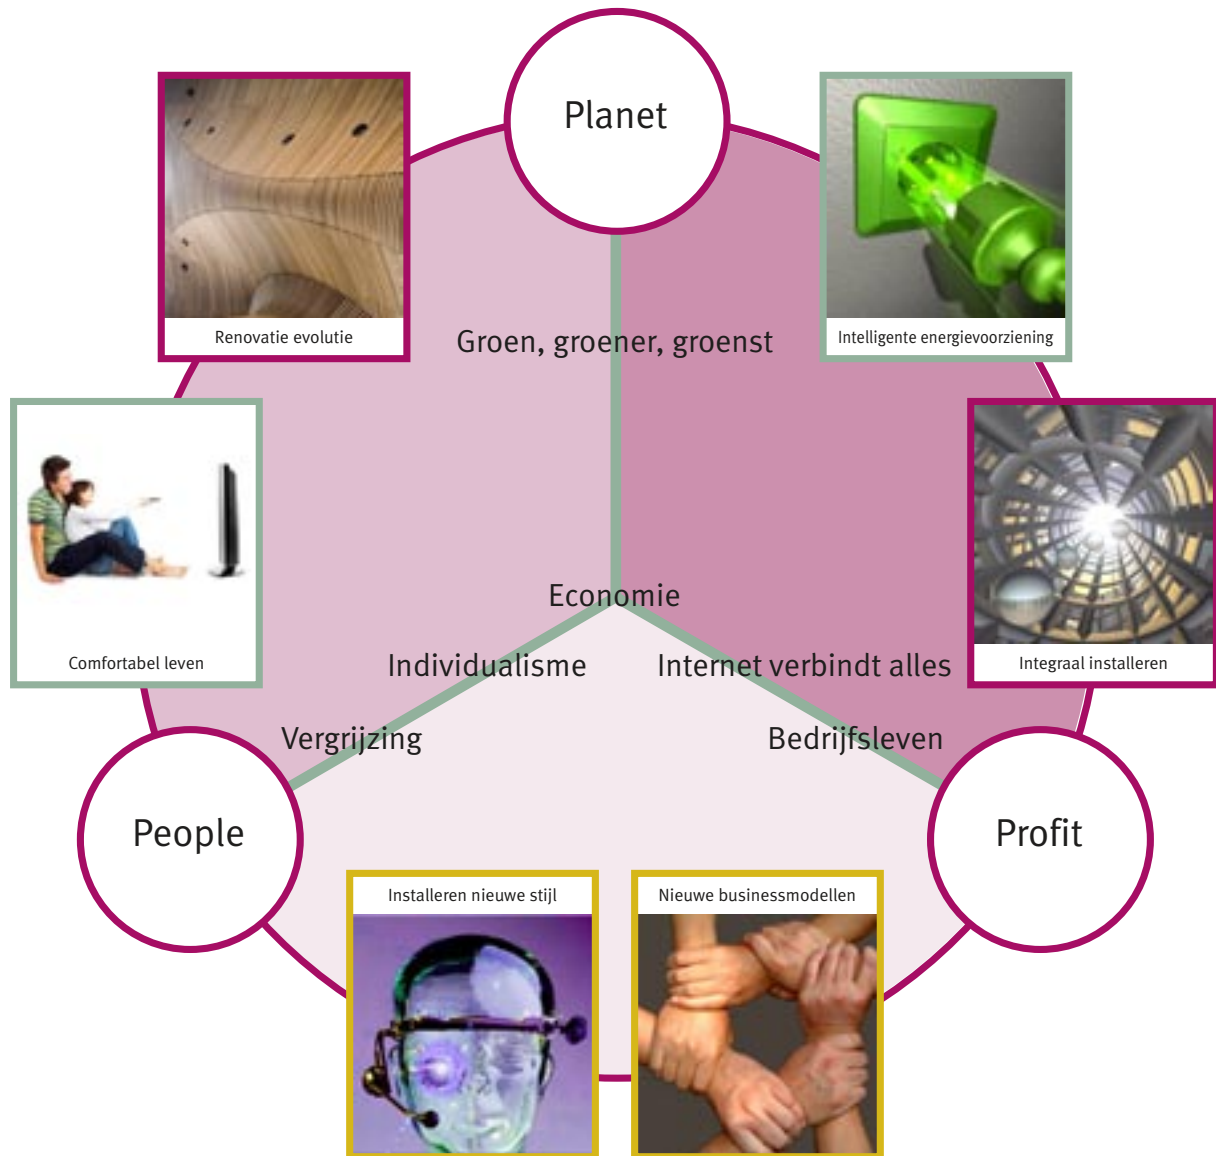 Planet
Renovatie evolutie
Intelligente energievoorziening
Groen, groener, groenst
Economie
Comfortabel leven
Individualisme
Internet verbindt alles
Integraal installeren
Vergrijzing
Bedrijfsleven
People
Profit
Installeren nieuwe stijl
Nieuwe businessmodellen